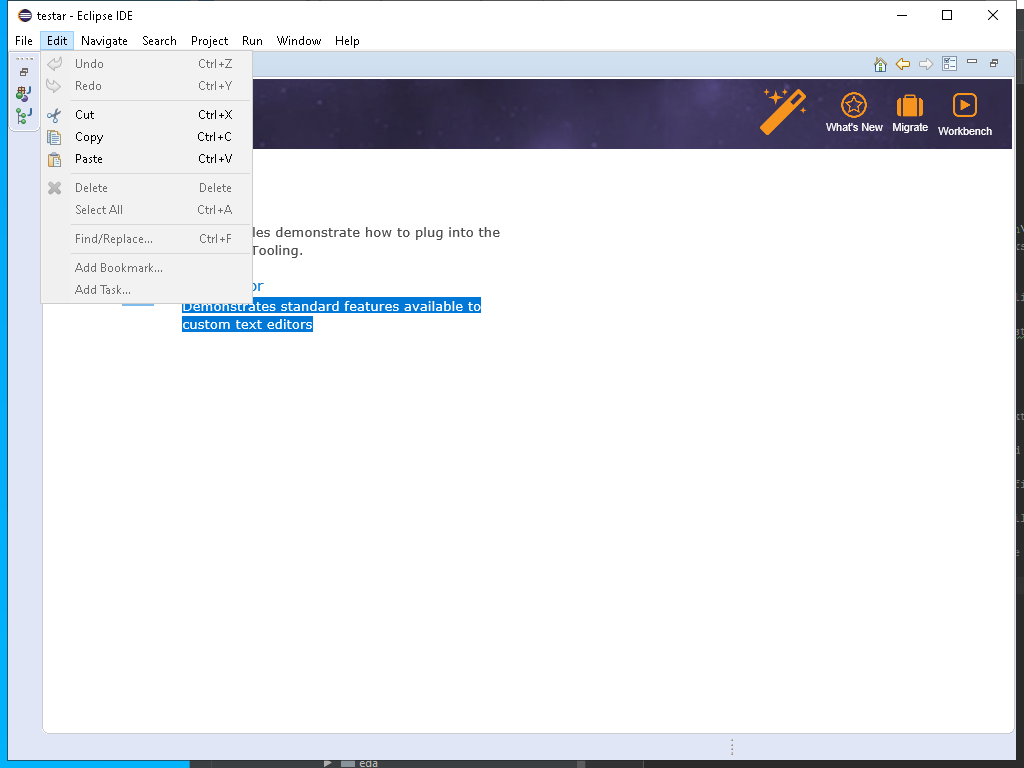 testar - Eclipse IDE
File Edit Navigate Search Project Run Window Help
Undo Ctrl+Z
Redo Ctrl+Y
Cut Ctrl+X
Copy Ctrl+C
Paste Ctrl+V
Delete Delete
Select All Ctrl+A
Find/Replace... Ctrl+F
Add Bookmark...
Add Task...
What's New Migrate Workbench
les demonstrate how to plug into the
Tooling.
or
Demonstrates standard features available to
custom text editors
eda